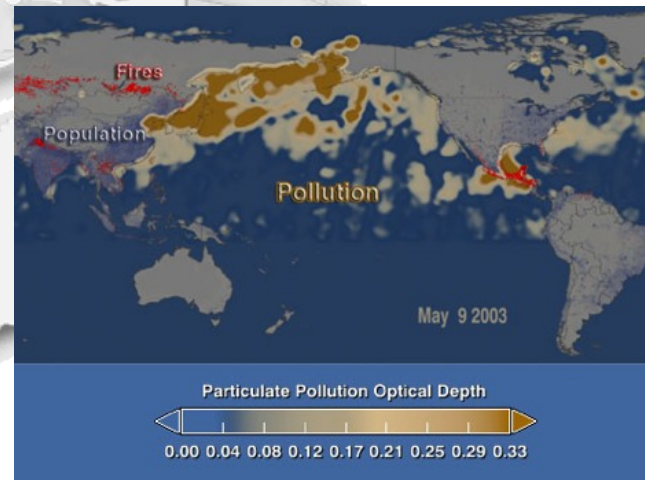 Fires
Population
Pollution
May 9 2003
Particulate Pollution Optical Depth
0.00 0.04 0.08 0.12 0.17 0.21 0.25 0.29 0.33